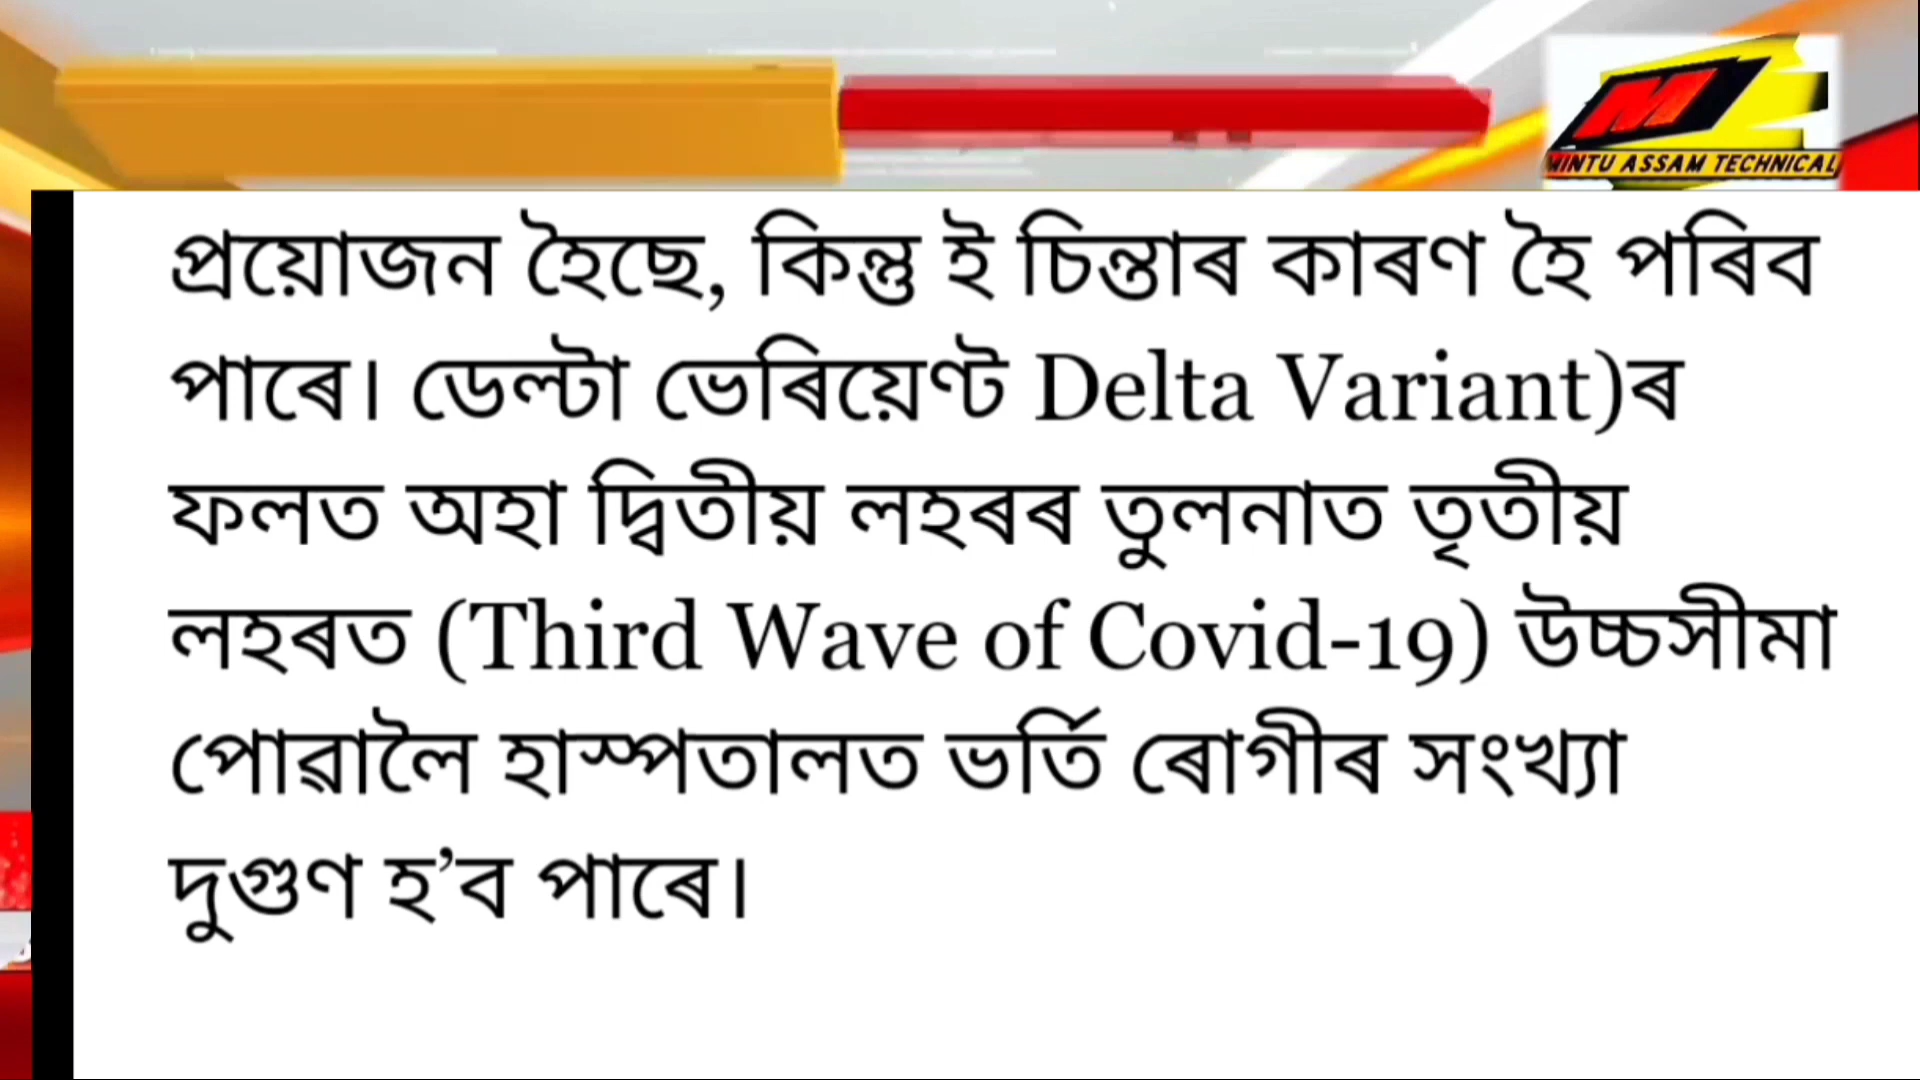 MINTU ASSAM TECHNICAL
প্ৰয়োজন হৈছে, কিন্তু ই চিন্তাৰ কাৰণ হৈ পৰিব
পাৰে। ডেল্টা ভেৰিয়েণ্ট Delta Variant)ৰ
ফলত অহা দ্বিতীয় লহৰৰ তুলনাত তৃতীয়
লহৰত (Third Wave of Covid-19) উচ্চসীমা
পোৱালৈ হাস্পতালত ভৰ্তি ৰোগীৰ সংখ্যা
দুগুণ হ’ব পাৰে।